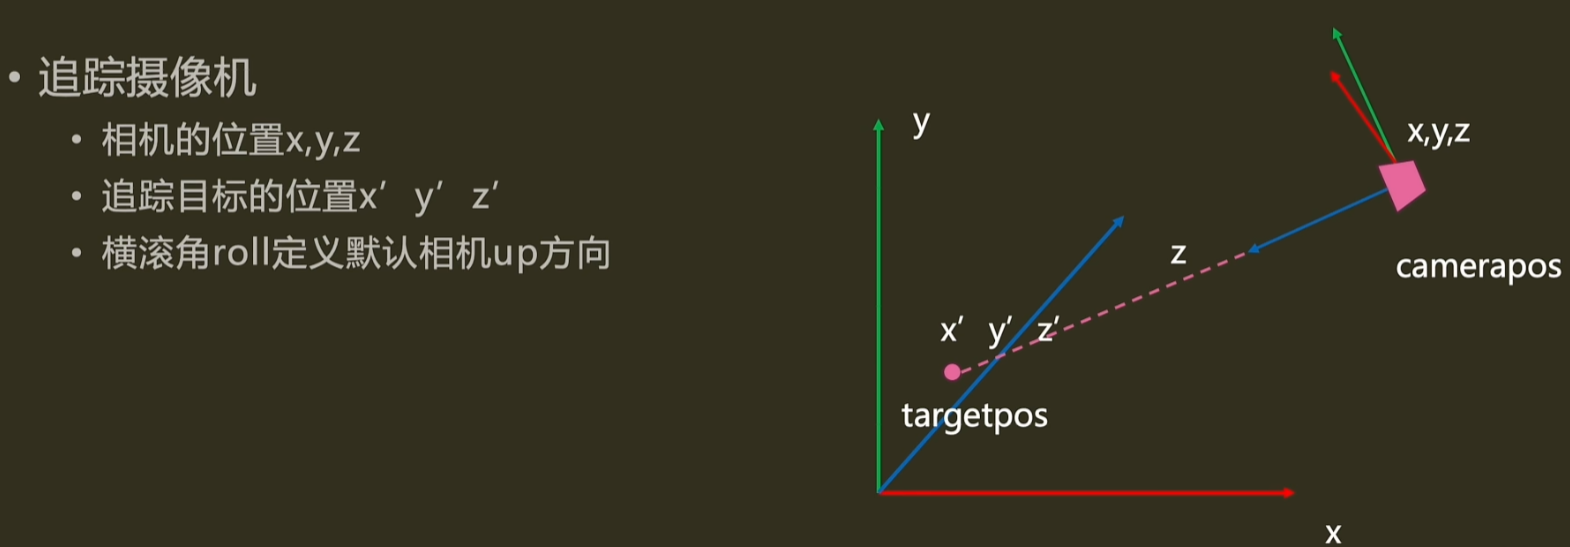 • 追踪摄像机
• 相机的位置x,y,z
• 追踪目标的位置x′ y′ z′
• 横滚角roll定义默认相机up方向
y
x,y,z
z
camerapos
x′ y′ z′
targetpos
x